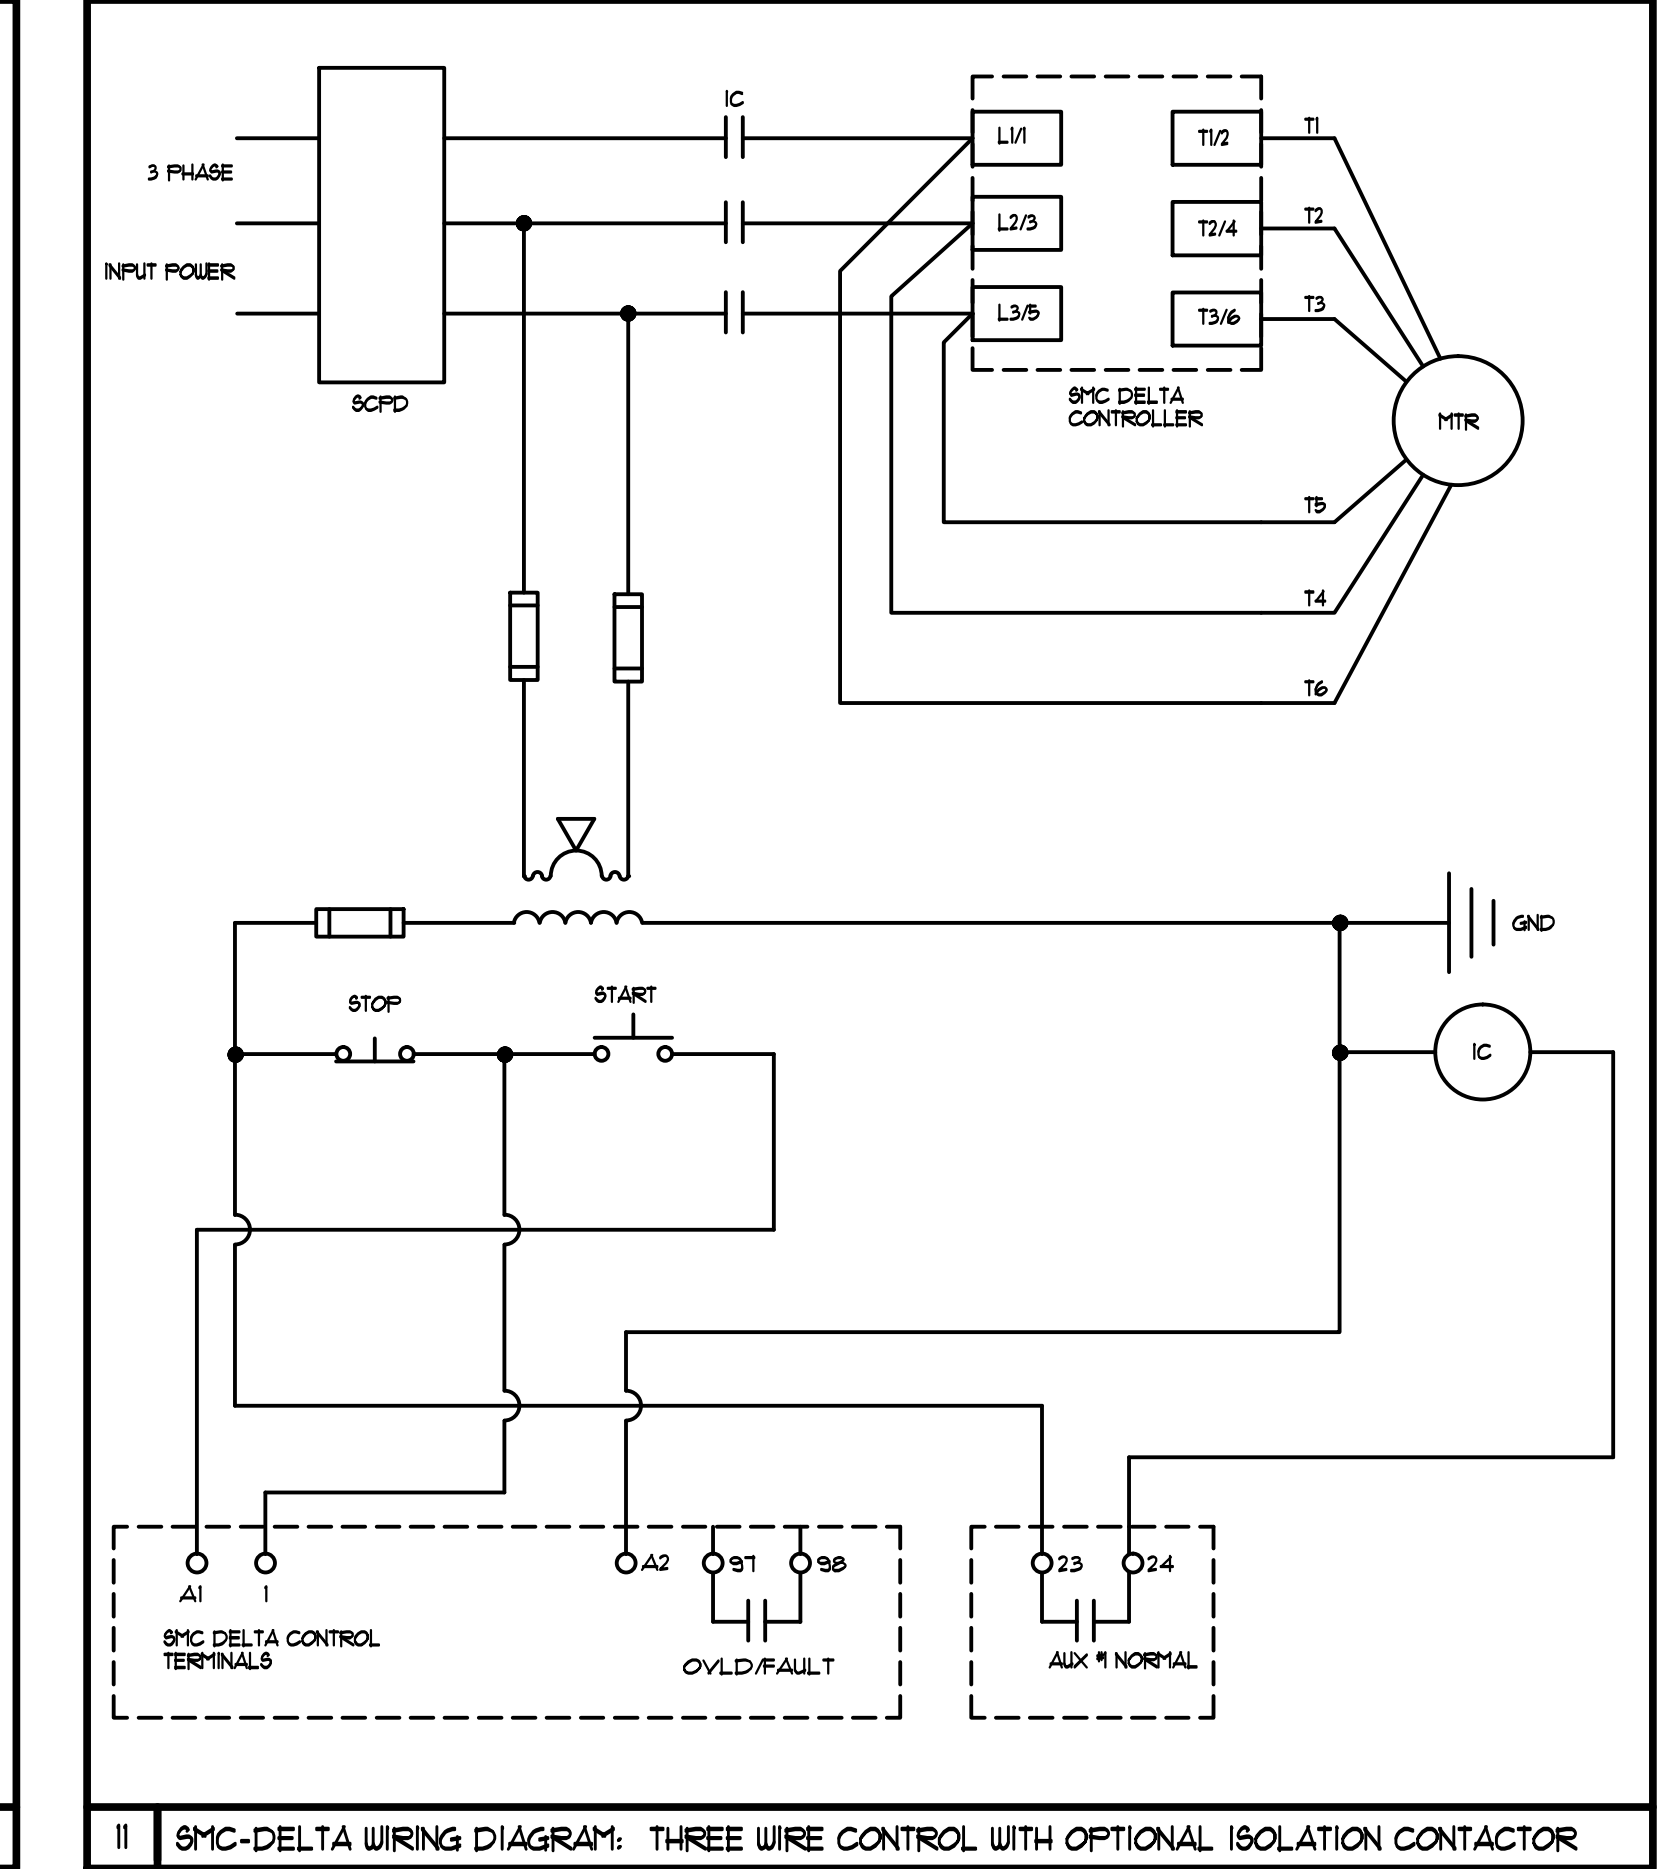 IC
L1/1
T1/2
T1
3 PHASE
L2/3
T2/4
T2
INPUT POWER
L3/5
T3/6
T3
SCPD
SMC DELTA
CONTROLLER
MTR
T5
T4
T6
GND
STOP
START
IC
A1
1
A2
97
98
23
24
SMC DELTA CONTROL
TERMINALS
OVLD/FAULT
AUX #1 NORMAL
11
SMC-DELTA WIRING DIAGRAM: THREE WIRE CONTROL WITH OPTIONAL ISOLATION CONTACTOR